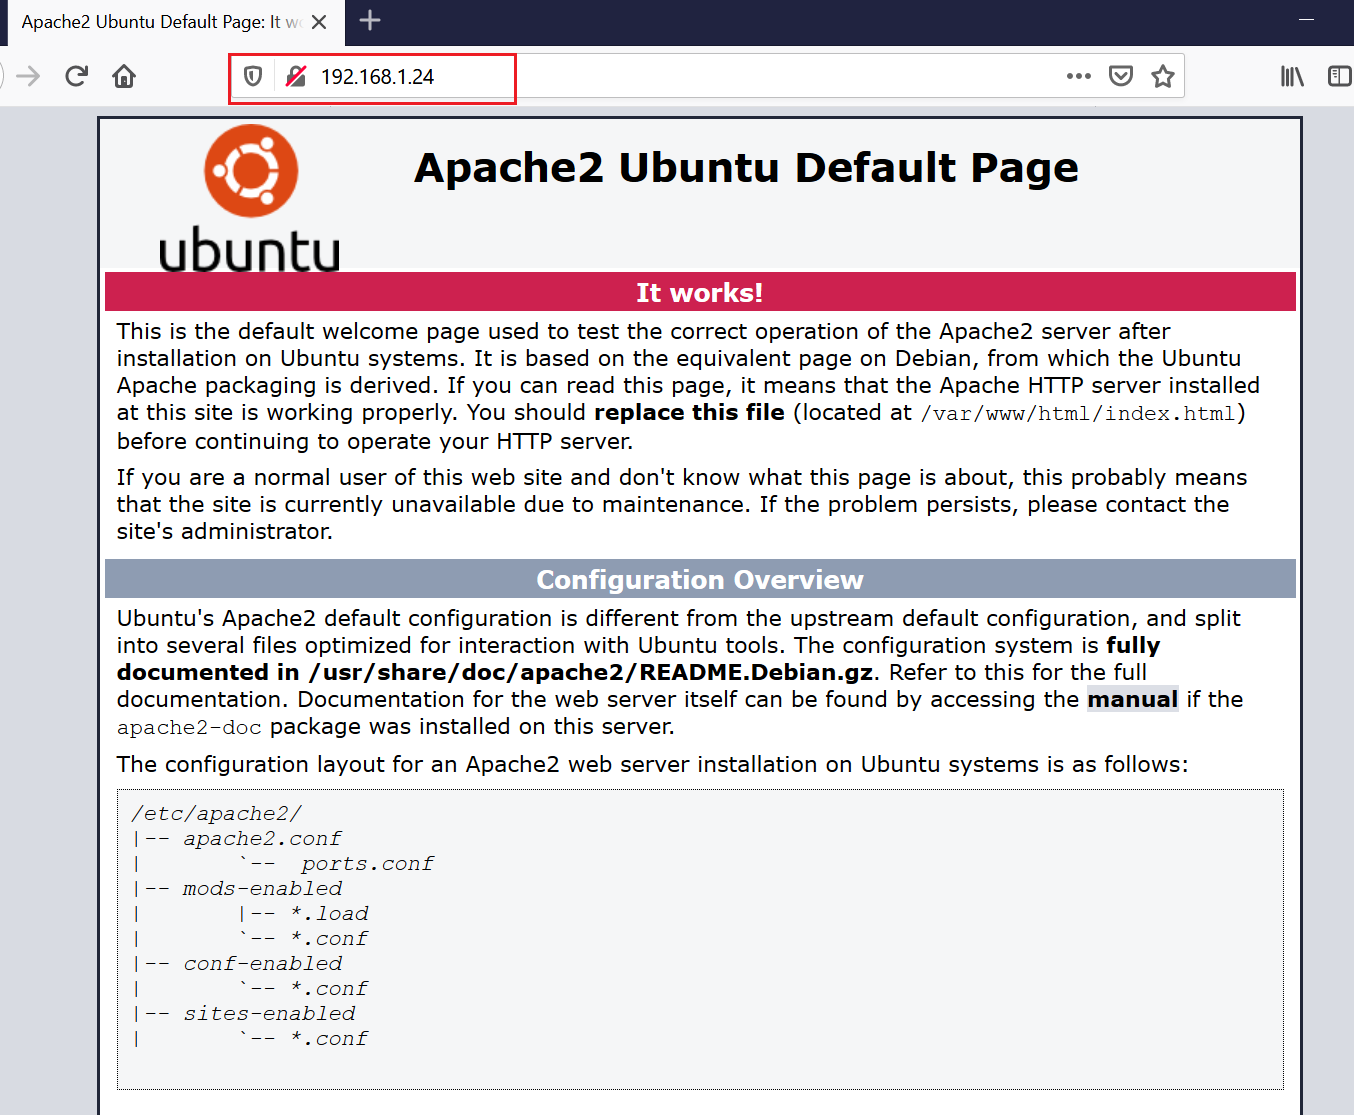 Apache2 Ubuntu Default Page: It wo
192.168.1.24
ubuntu
Apache2 Ubuntu Default Page
It works!
This is the default welcome page used to test the correct operation of the Apache2 server after
installation on Ubuntu systems. It is based on the equivalent page on Debian, from which the Ubuntu
Apache packaging is derived. If you can read this page, it means that the Apache HTTP server installed
at this site is working properly. You should replace this file (located at /var/www/html/index.html)
before continuing to operate your HTTP server.
If you are a normal user of this web site and don't know what this page is about, this probably means
that the site is currently unavailable due to maintenance. If the problem persists, please contact the
site's administrator.
Configuration Overview
Ubuntu's Apache2 default configuration is different from the upstream default configuration, and split
into several files optimized for interaction with Ubuntu tools. The configuration system is fully
documented in /usr/share/doc/apache2/README.Debian.gz. Refer to this for the full
documentation. Documentation for the web server itself can be found by accessing the manual if the
apache2-doc package was installed on this server.
The configuration layout for an Apache2 web server installation on Ubuntu systems is as follows:
/etc/apache2/
|-- apache2.conf
|       `--  ports.conf
|-- mods-enabled
|       |-- *.load
|       `-- *.conf
|-- conf-enabled
|       `-- *.conf
|-- sites-enabled
|       `-- *.conf